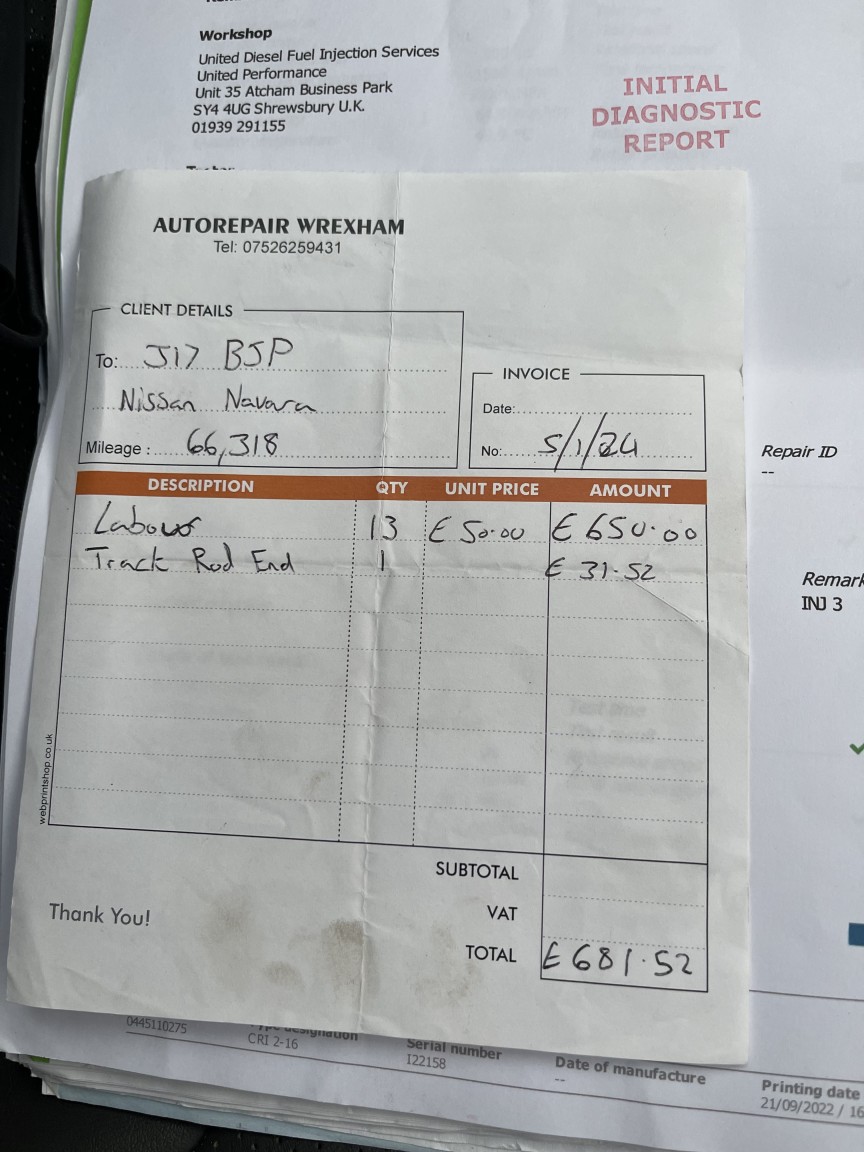 Workshop
United Diesel Fuel Injection Services
United Performance
Unit 35 Atcham Business Park
SY4 4UG Shrewsbury U.K.
01939 291155
INITIAL
DIAGNOSTIC
REPORT
AUTOREPAIR WREXHAM
Tel: 07526259431
CLIENT DETAILS
To: J17 BJP
Nissan Navara
Mileage : 66,318
INVOICE
Date:
No: 5/1/24
Repair ID
--
DESCRIPTION QTY UNIT PRICE AMOUNT
Labour 13 £50.00 £650.00
Track Rod End 1 £ 31.52
Remark
INJ 3
webprintshop.co.uk
SUBTOTAL
VAT
TOTAL £681.52
Thank You!
0445110275
Type designation
CRI 2-16
Serial number
I22158
Date of manufacture
--
Printing date
21/09/2022 / 16